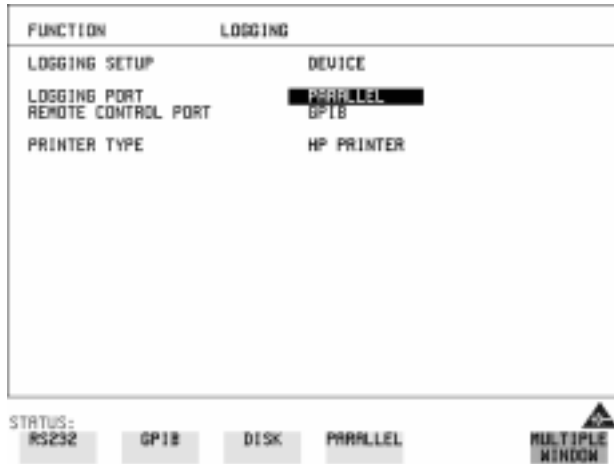 FUNCTION LOGGING
LOGGING SETUP DEVICE
LOGGING PORT PARALLEL
REMOTE CONTROL PORT GPIB
PRINTER TYPE HP PRINTER
STATUS:
RS232 GPIB DISK PARALLEL MULTIPLE
WINDOW